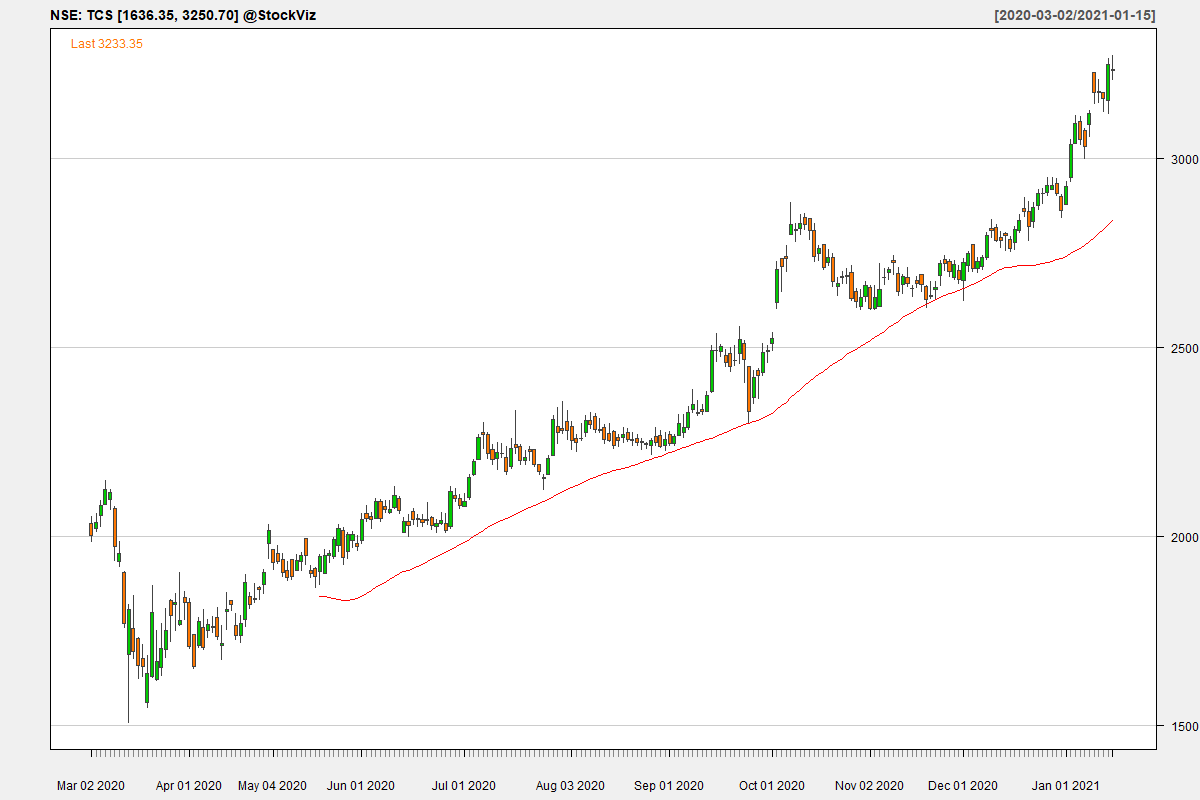 NSE: TCS [1636.35, 3250.70] @StockViz [2020-03-02/2021-01-15]
Last 3233.35
3000
2500
2000
1500
Mar 02 2020 Apr 01 2020 May 04 2020 Jun 01 2020 Jul 01 2020 Aug 03 2020 Sep 01 2020 Oct 01 2020 Nov 02 2020 Dec 01 2020 Jan 01 2021